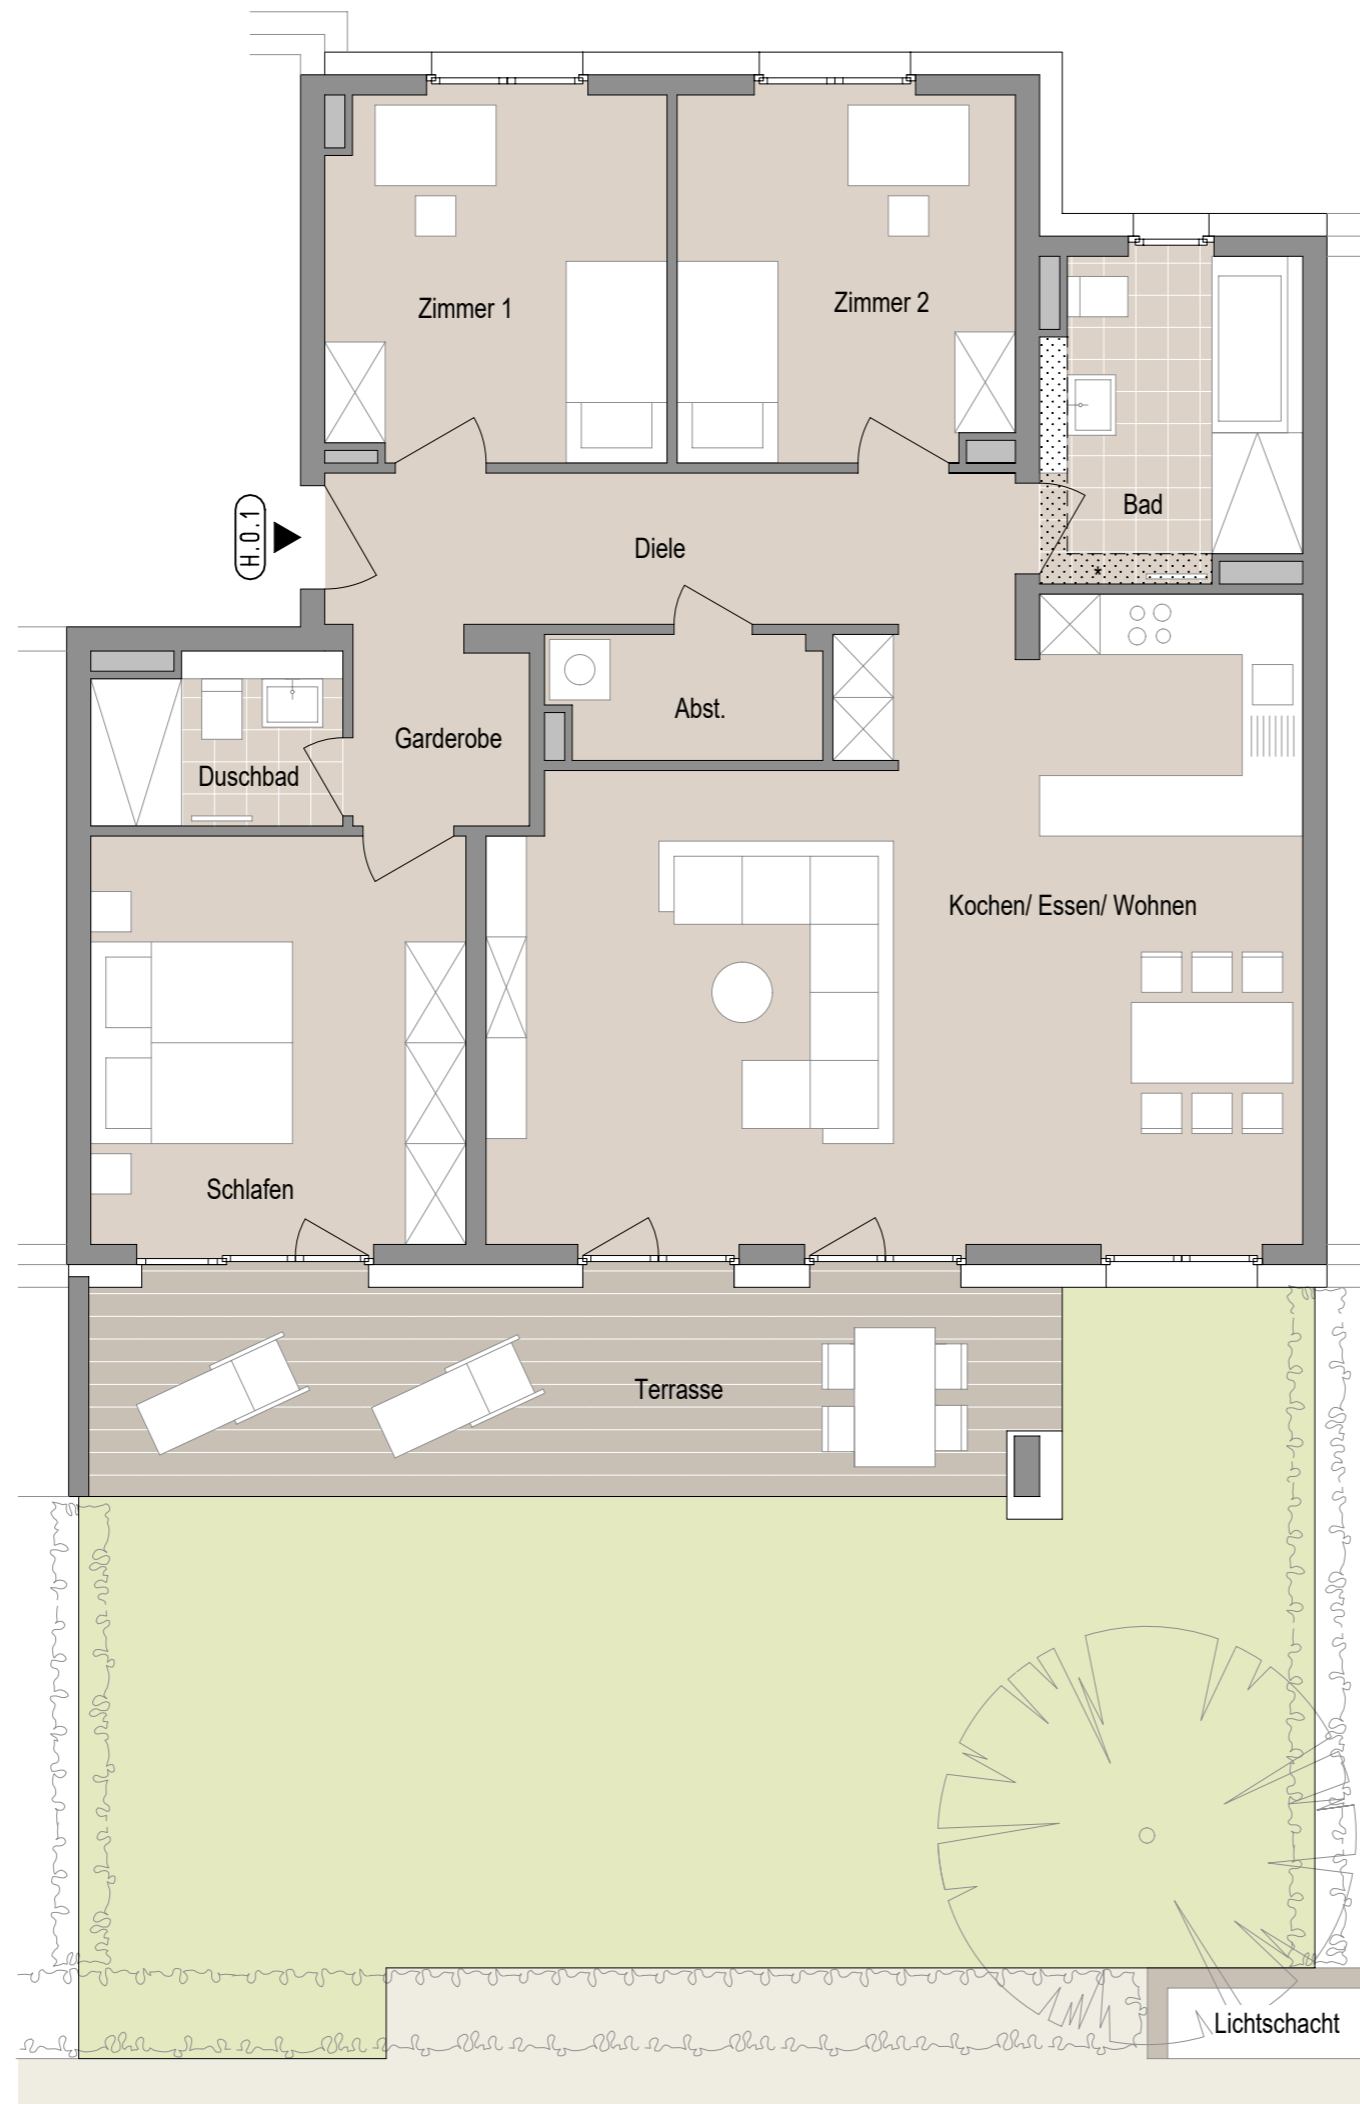 Zimmer 1
Zimmer 2
Bad
H.0.1
Diele
*
Abst.
Garderobe
Duschbad
Kochen/ Essen/ Wohnen
Schlafen
Terrasse
Lichtschacht